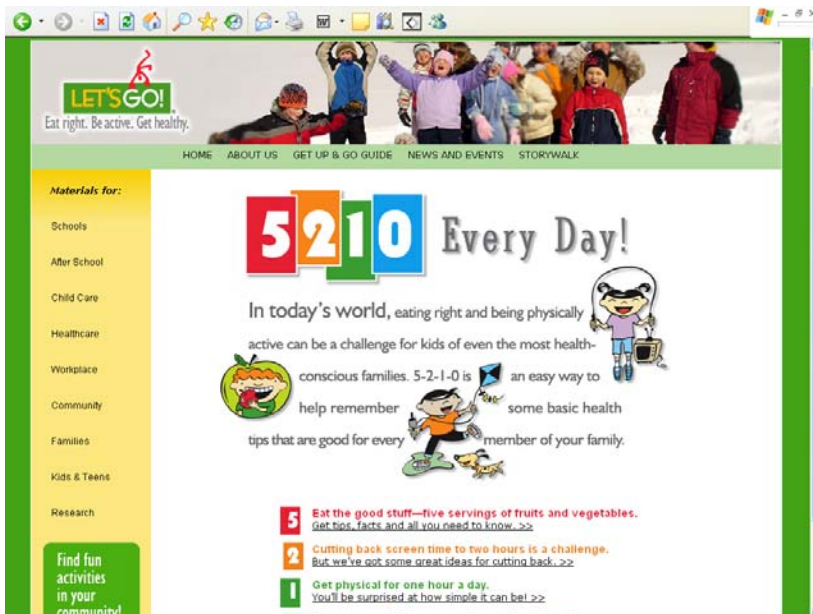 LET'S GO!
Eat right. Be active. Get healthy.
HOME ABOUT US GET UP & GO GUIDE NEWS AND EVENTS STORYWALK
Materials for:
Schools
After School
Child Care
Healthcare
Workplace
Community
Families
Kids & Teens
Research
Find fun
activities
in your
community!
5210 Every Day!
In today's world, eating right and being physically
active can be a challenge for kids of even the most health-
conscious families. 5-2-1-0 is an easy way to
help remember some basic health
tips that are good for every member of your family.
5 Eat the good stuff—five servings of fruits and vegetables.
Get tips, facts and all you need to know. >>
2 Cutting back screen time to two hours is a challenge.
But we've got some great ideas for cutting back. >>
1 Get physical for one hour a day.
You'll be surprised at how simple it can be! >>